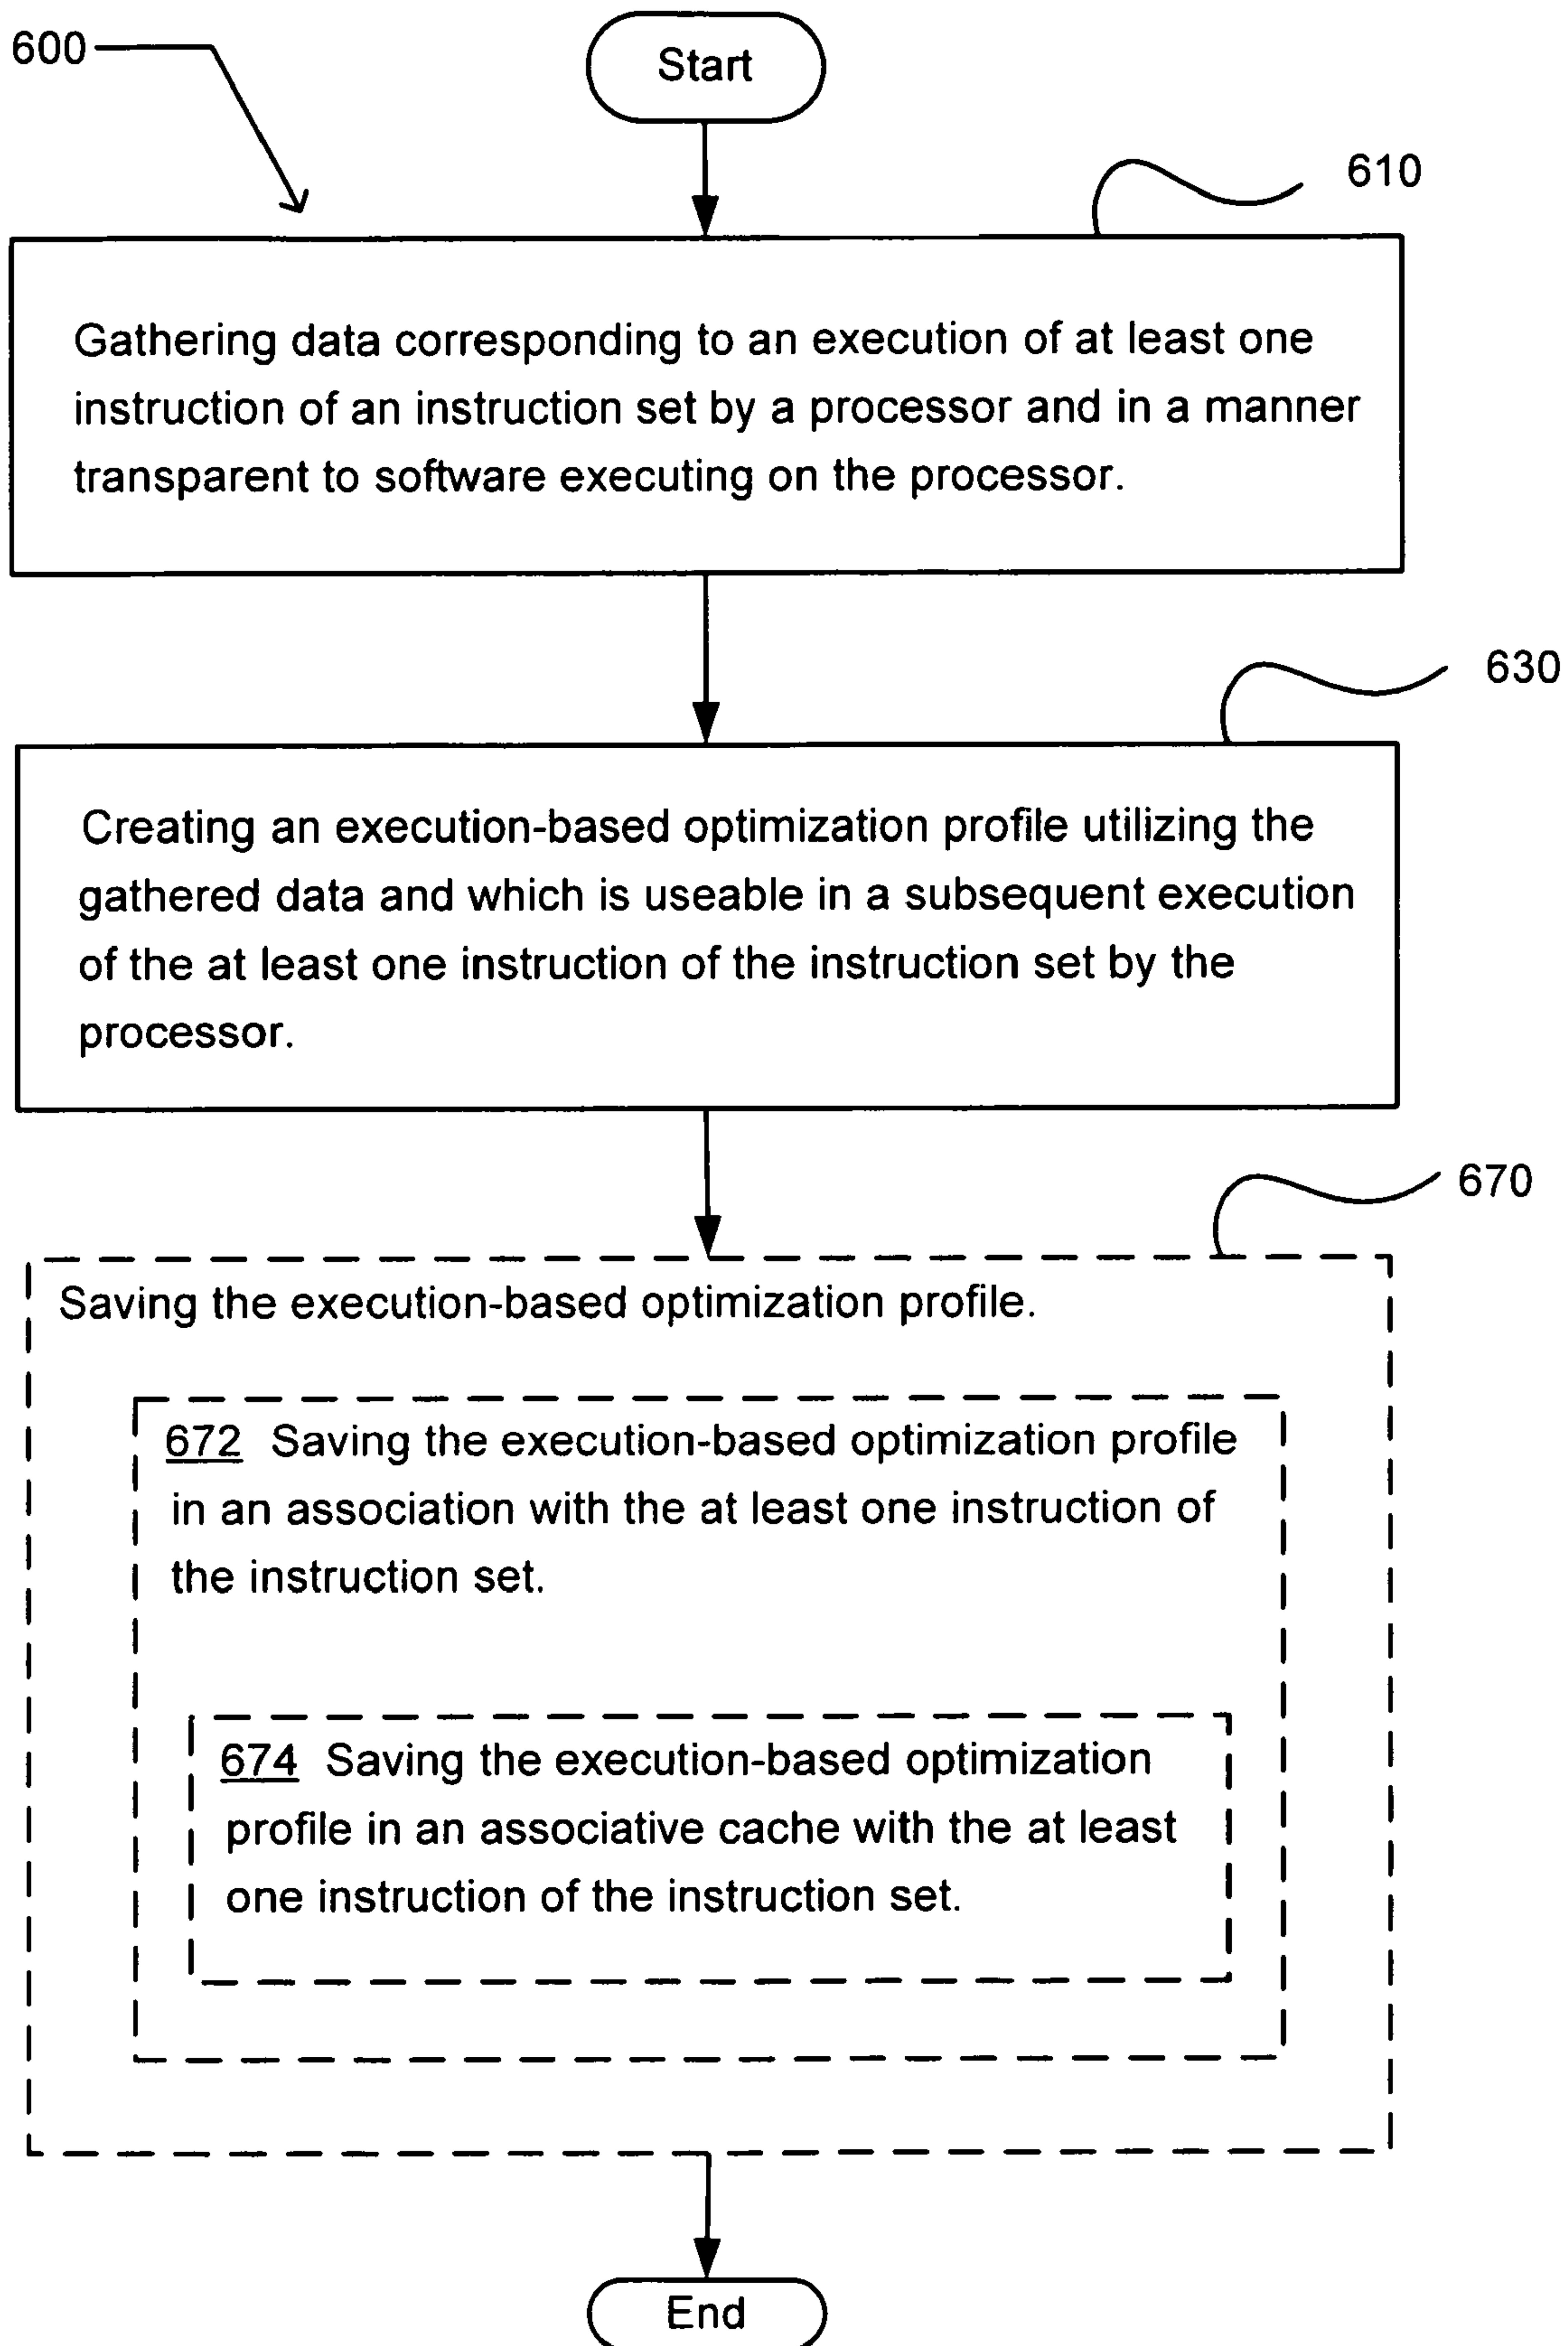 600
Start
610
Gathering data corresponding to an execution of at least one
instruction of an instruction set by a processor and in a manner
transparent to software executing on the processor.
630
Creating an execution-based optimization profile utilizing the
gathered data and which is useable in a subsequent execution
of the at least one instruction of the instruction set by the
processor.
670
Saving the execution-based optimization profile.
672 Saving the execution-based optimization profile
in an association with the at least one instruction of
the instruction set.
674 Saving the execution-based optimization
profile in an associative cache with the at least
one instruction of the instruction set.
End